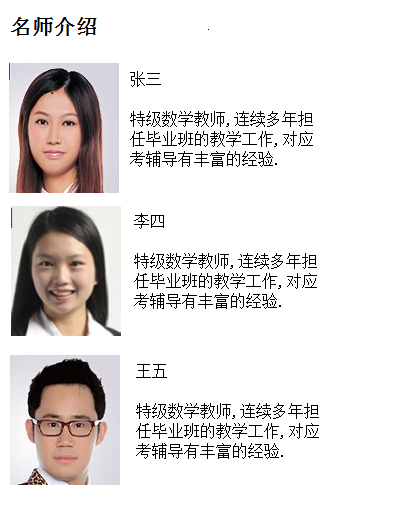 名师介绍
张三
特级数学教师, 连续多年担
任毕业班的教学工作, 对应
考辅导有丰富的经验.
李四
特级数学教师, 连续多年担
任毕业班的教学工作, 对应
考辅导有丰富的经验.
王五
特级数学教师, 连续多年担
任毕业班的教学工作, 对应
考辅导有丰富的经验.